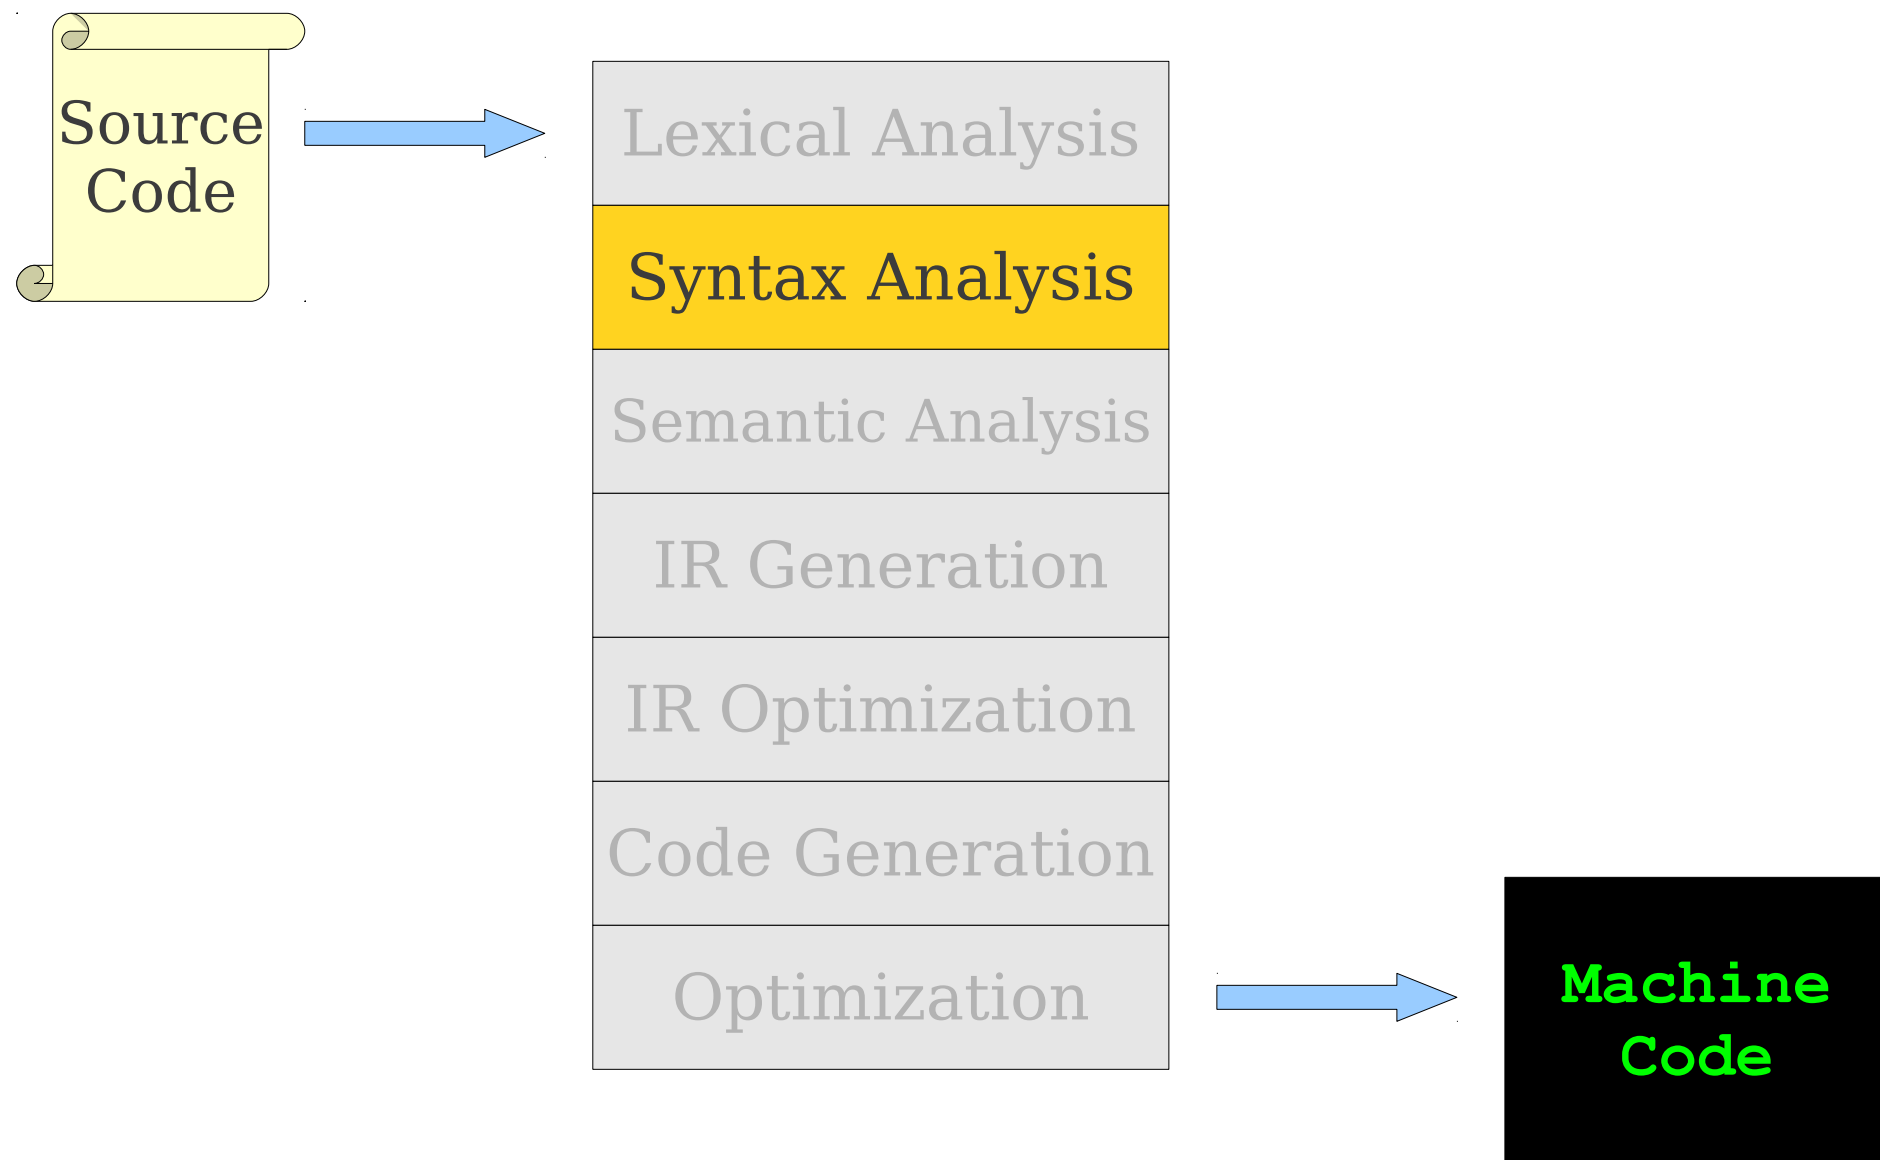 Source
Code
Lexical Analysis
Syntax Analysis
Semantic Analysis
IR Generation
IR Optimization
Code Generation
Optimization
Machine
Code